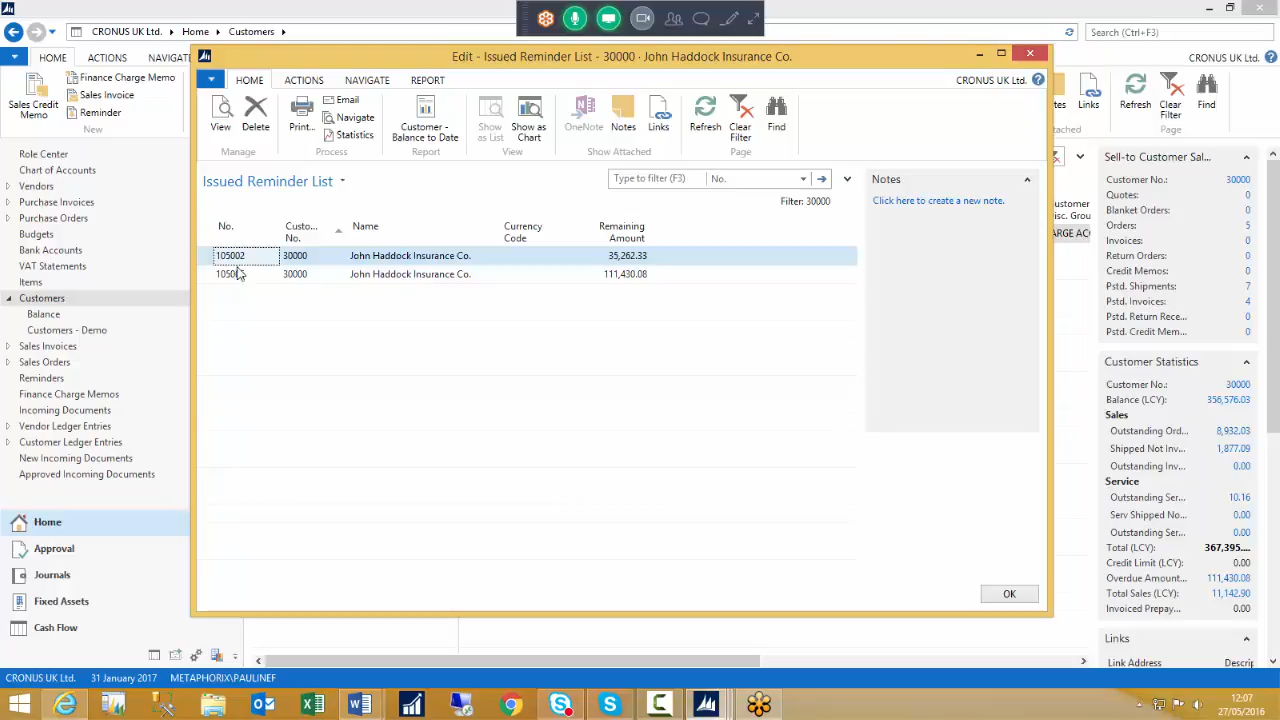 CRONUS UK Ltd. Home Customers Search (Ctrl+F3)
HOME ACTIONS NAVIGATE CRONUS UK Ltd.
Edit - Issued Reminder List - 30000 · John Haddock Insurance Co.
HOME ACTIONS NAVIGATE REPORT CRONUS UK Ltd.
Sales Credit Memo
Finance Charge Memo
Sales Invoice
Reminder
New
View
Delete
Manage
Print...
Email
Navigate
Statistics
Process
Customer - Balance to Date
Report
Show as List
Show as Chart
View
OneNote
Notes
Links
Show Attached
Refresh
Clear Filter
Find
Page
Links
Refresh
Clear Filter
Find
Page
Issued Reminder List
Type to filter (F3) No.
Filter: 30000
No. Custo... No. Name Currency Code Remaining Amount
105002 30000 John Haddock Insurance Co. 35,262.33
30000 John Haddock Insurance Co. 111,430.08
Notes
Click here to create a new note.
OK
Role Center
Chart of Accounts
Vendors
Purchase Invoices
Purchase Orders
Budgets
Bank Accounts
VAT Statements
Items
Customers
Balance
Customers - Demo
Sales Invoices
Sales Orders
Reminders
Finance Charge Memos
Incoming Documents
Vendor Ledger Entries
Customer Ledger Entries
New Incoming Documents
Approved Incoming Documents
Home
Approval
Journals
Fixed Assets
Cash Flow
Sell-to Customer Sal...
Customer No.: 30000
Quotes: 0
Blanket Orders: 0
Orders: 3
Invoices: 0
Return Orders: 0
Credit Memos: 0
Pstd. Shipments: 7
Pstd. Invoices: 4
Pstd. Return Rece... 0
Pstd. Credit Mem... 0
Customer Statistics
Customer No.: 30000
Balance (LCY): 356,576.03
Sales
Outstanding Ord... 8,932.03
Shipped Not Inv... 1,877.09
Outstanding Inv... 0.00
Service
Outstanding Ser... 10.16
Serv Shipped No... 0.00
Outstanding Ser... 0.00
Total (LCY): 367,395....
Credit Limit (LCY): 0.00
Overdue Amount... 111,430.08
Total Sales (LCY): 11,142.90
Invoiced Prepay... 0.00
Links
Link Address Descrip
CRONUS UK Ltd. 31 January 2017 METAPHORIX\PAULINEF
12:07
27/05/2016